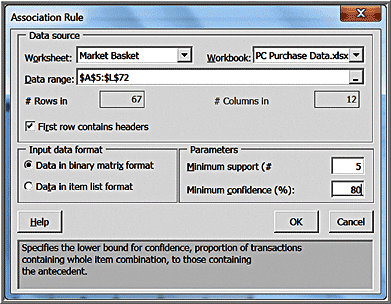 Association Rule
Data source
Worksheet: Market Basket Workbook: PC Purchase Data.xlsx
Data range: $A$5:$L$72
# Rows in 67 # Columns in 12
First row contains headers
Input data format
Data in binary matrix format
Data in item list format
Parameters
Minimum support (# 5
Minimum confidence (%): 80
Help OK Cancel
Specifies the lower bound for confidence, proportion of transactions
containing whole item combination, to those containing
the antecedent.